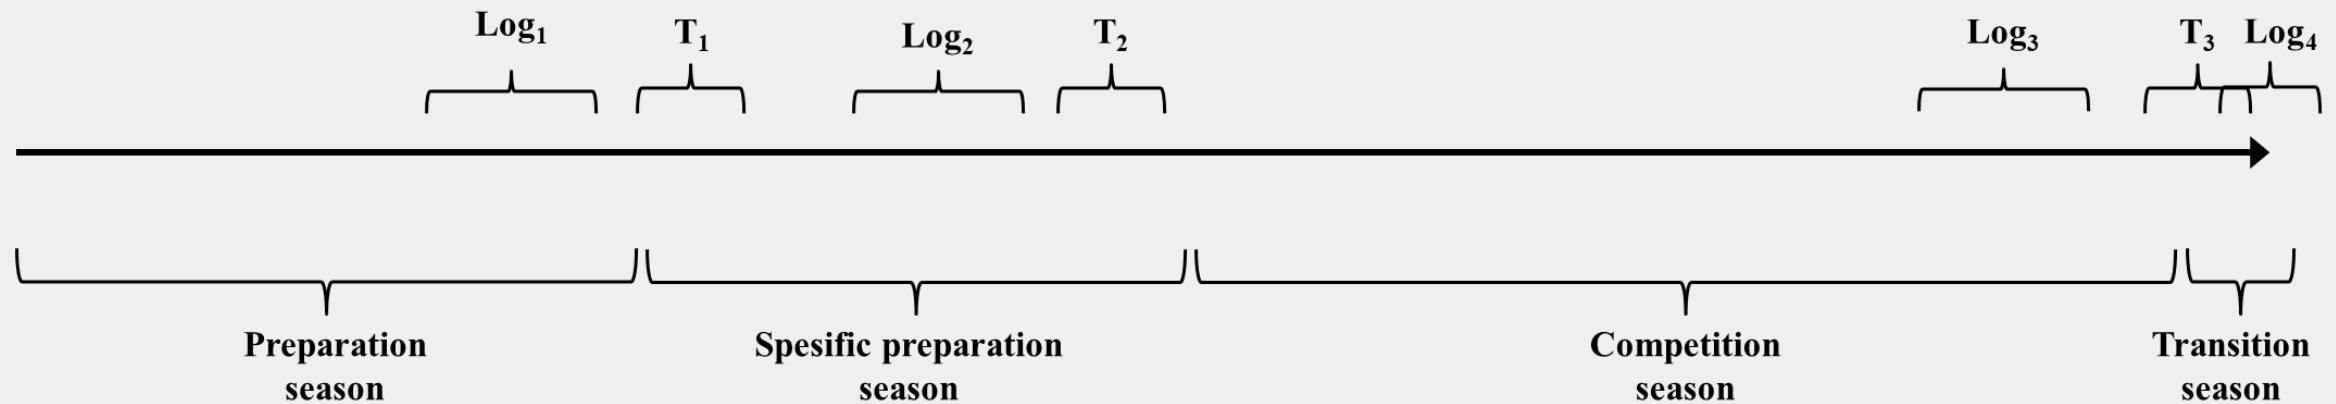 Log₁ T₁ Log₂ T₂ Log₃ T₃ Log₄
Preparation
season
Spesific preparation
season
Competition
season
Transition
season